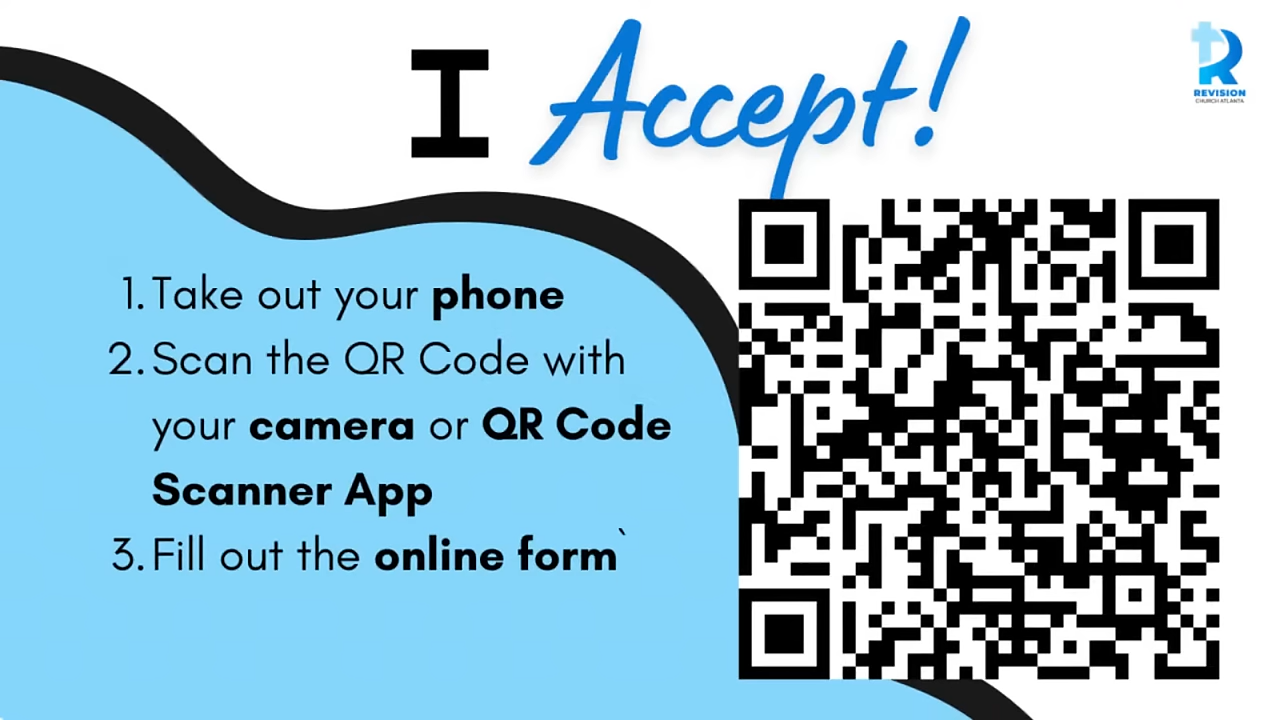 I Accept!
REVISION
CHURCH ATLANTA
1. Take out your phone
2. Scan the QR Code with
your camera or QR Code
Scanner App
3. Fill out the online form`